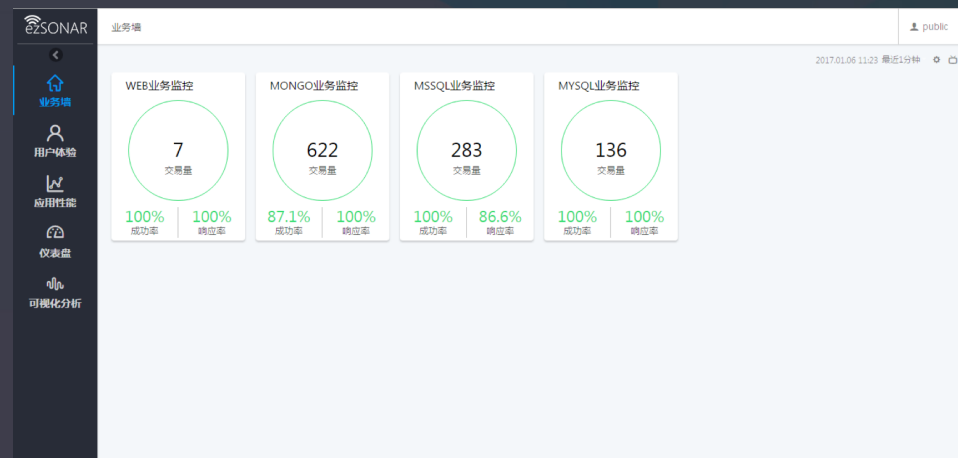 ezSONAR
业务墙
public
2017.01.06 11:23 最近1分钟
业务墙
用户体验
应用性能
仪表盘
可视化分析
WEB业务监控
7
交易量
100%
成功率
100%
响应率
MONGO业务监控
622
交易量
87.1%
成功率
100%
响应率
MSSQL业务监控
283
交易量
100%
成功率
86.6%
响应率
MYSQL业务监控
136
交易量
100%
成功率
100%
响应率